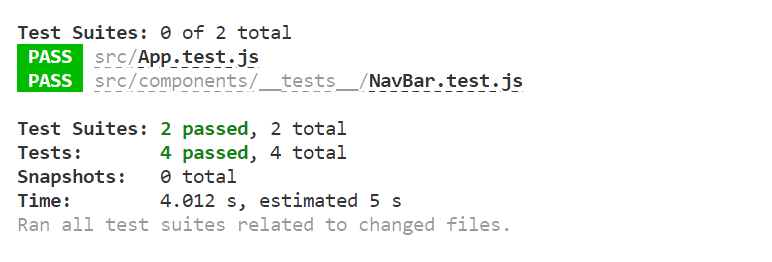 Test Suites: 0 of 2 total
PASS src/App.test.js
PASS src/components/__tests__/NavBar.test.js
Test Suites: 2 passed, 2 total
Tests: 4 passed, 4 total
Snapshots: 0 total
Time: 4.012 s, estimated 5 s
Ran all test suites related to changed files.